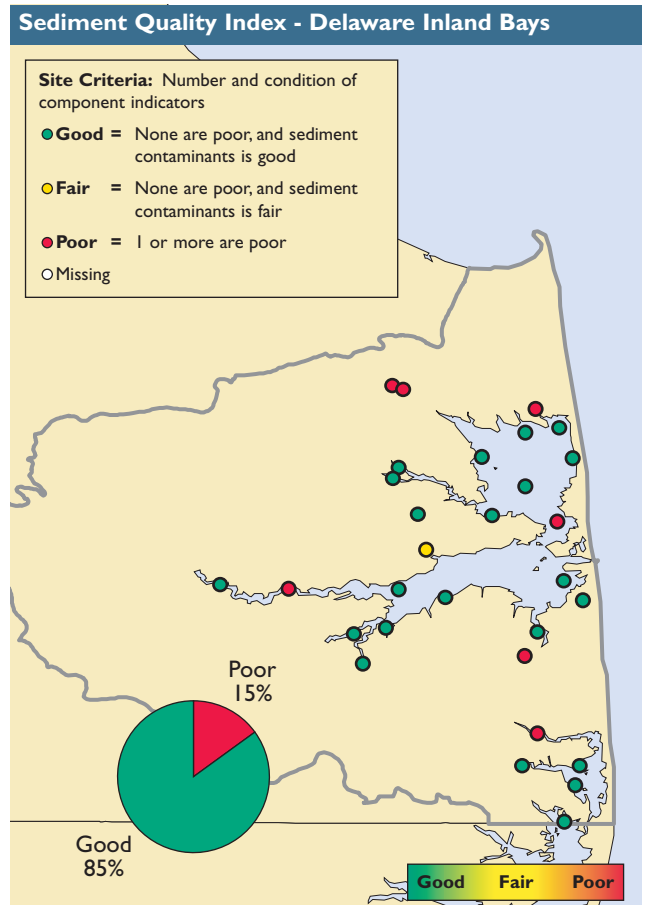 Sediment Quality Index - Delaware Inland Bays
Site Criteria: Number and condition of
component indicators
Good = None are poor, and sediment
contaminants is good
Fair = None are poor, and sediment
contaminants is fair
Poor = 1 or more are poor
Missing
Poor
15%
Good
85%
Good Fair Poor